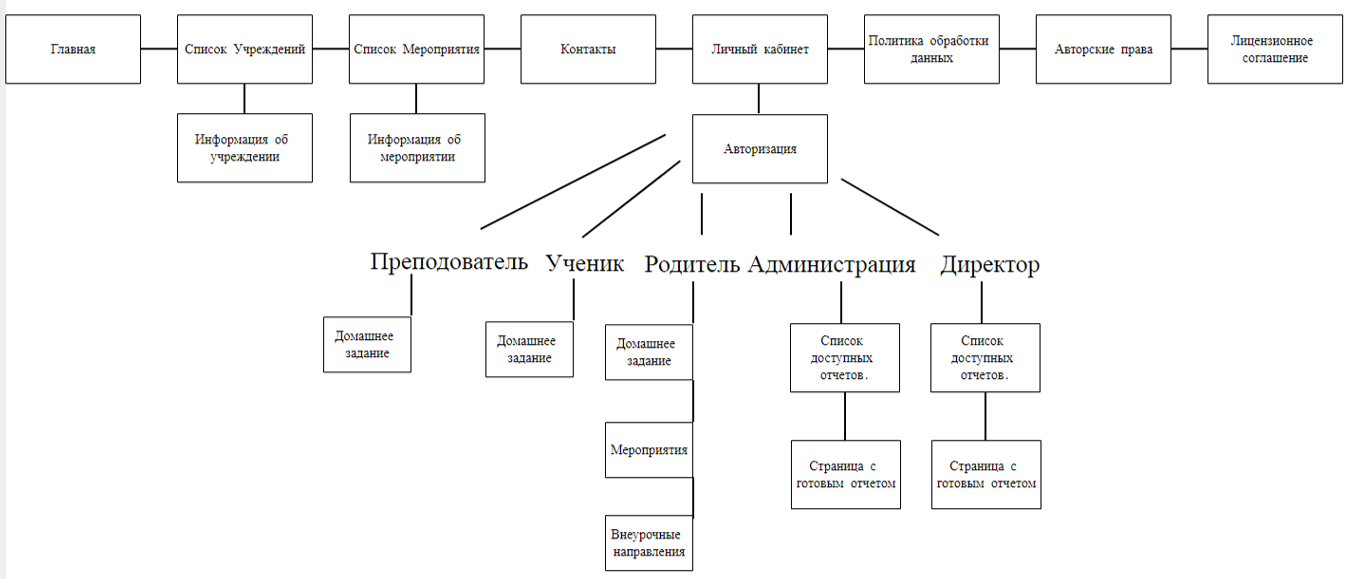 Главная
Список Учреждений
Список Мероприятия
Контакты
Личный кабинет
Политика обработки
данных
Авторские права
Лицензионное
соглашение
Информация об
учреждении
Информация об
мероприятии
Авторизация
Преподователь
Ученик
Родитель
Администрация
Директор
Домашнее
задание
Домашнее
задание
Домашнее
задание
Список
доступных
отчетов.
Список
доступных
отчетов.
Мероприятия
Страница с
готовым отчетом
Страница с
готовым отчетом
Внеурочные
направления